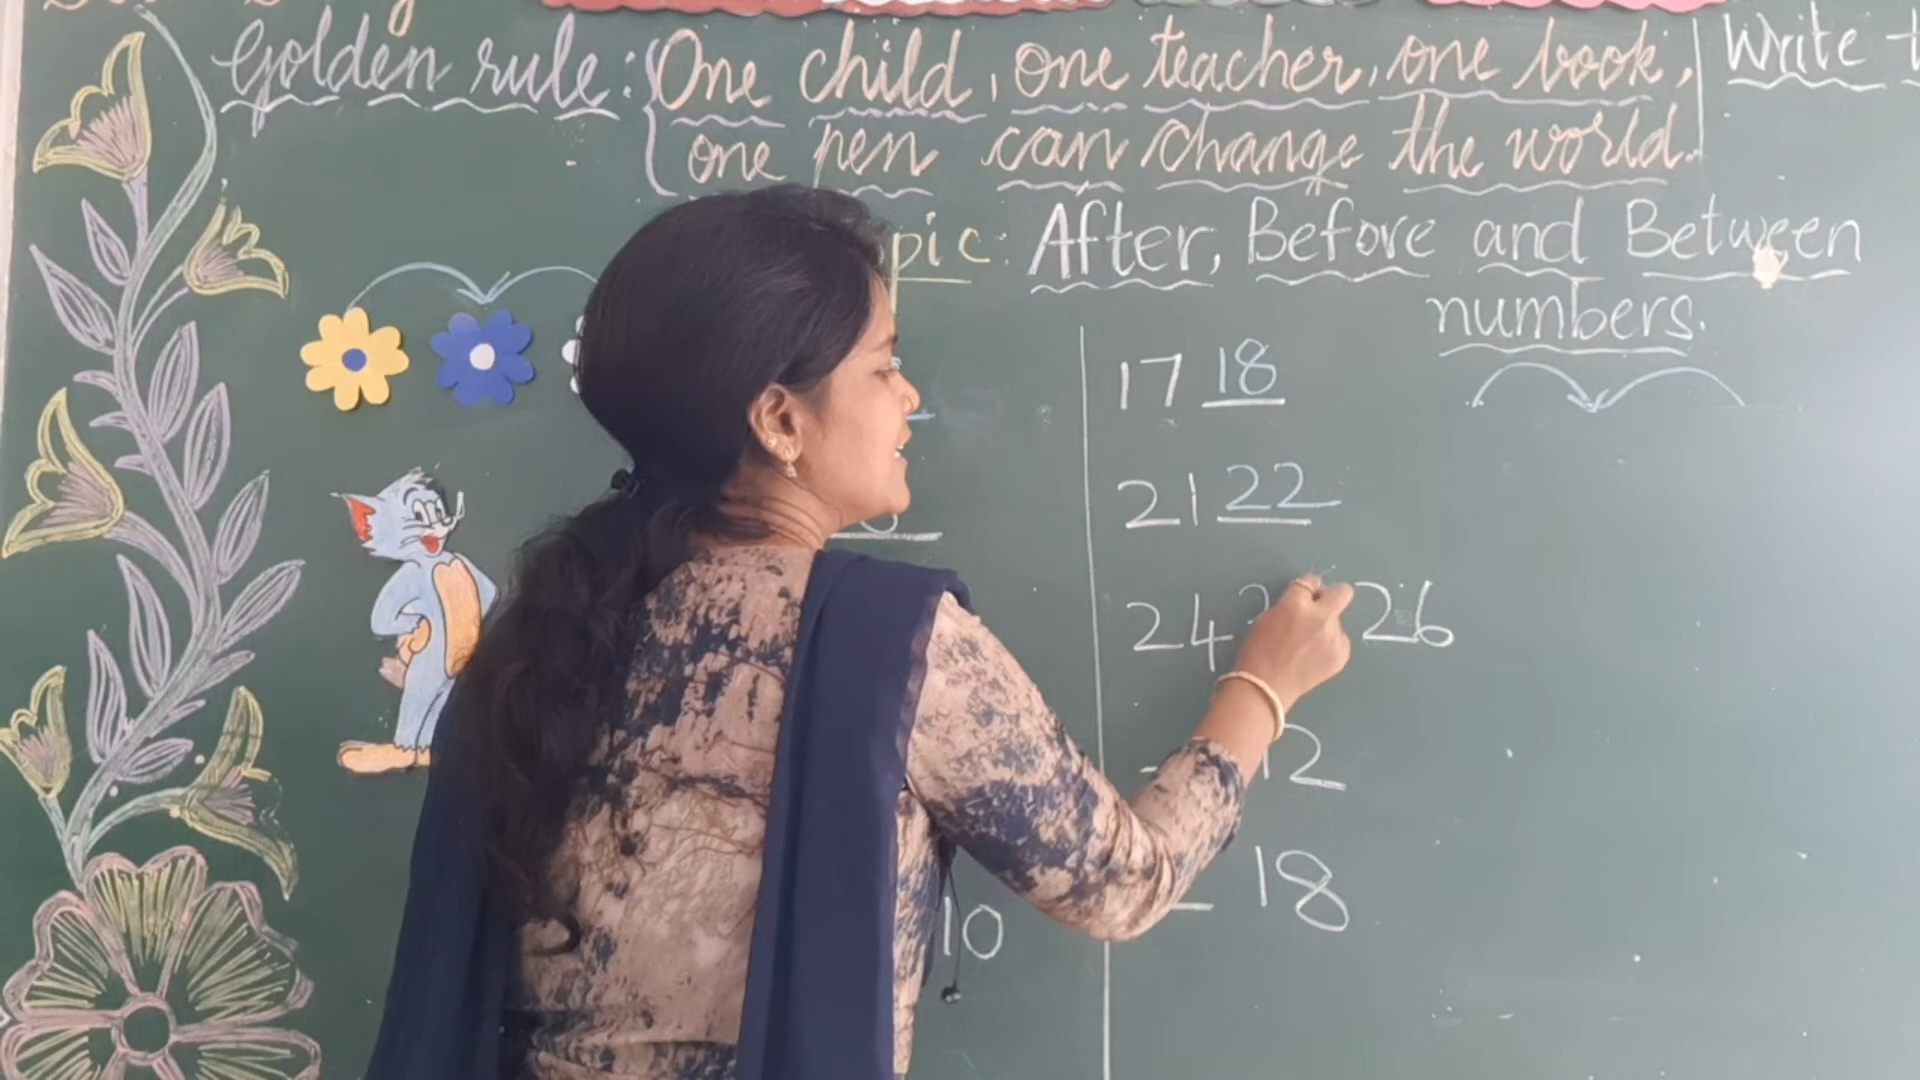 Golden rule: One child, one teacher, one book,
one pen can change the world.
Write
pic: After, Before and Between
numbers.
17 18
21 22
24 2 26
12
18
10